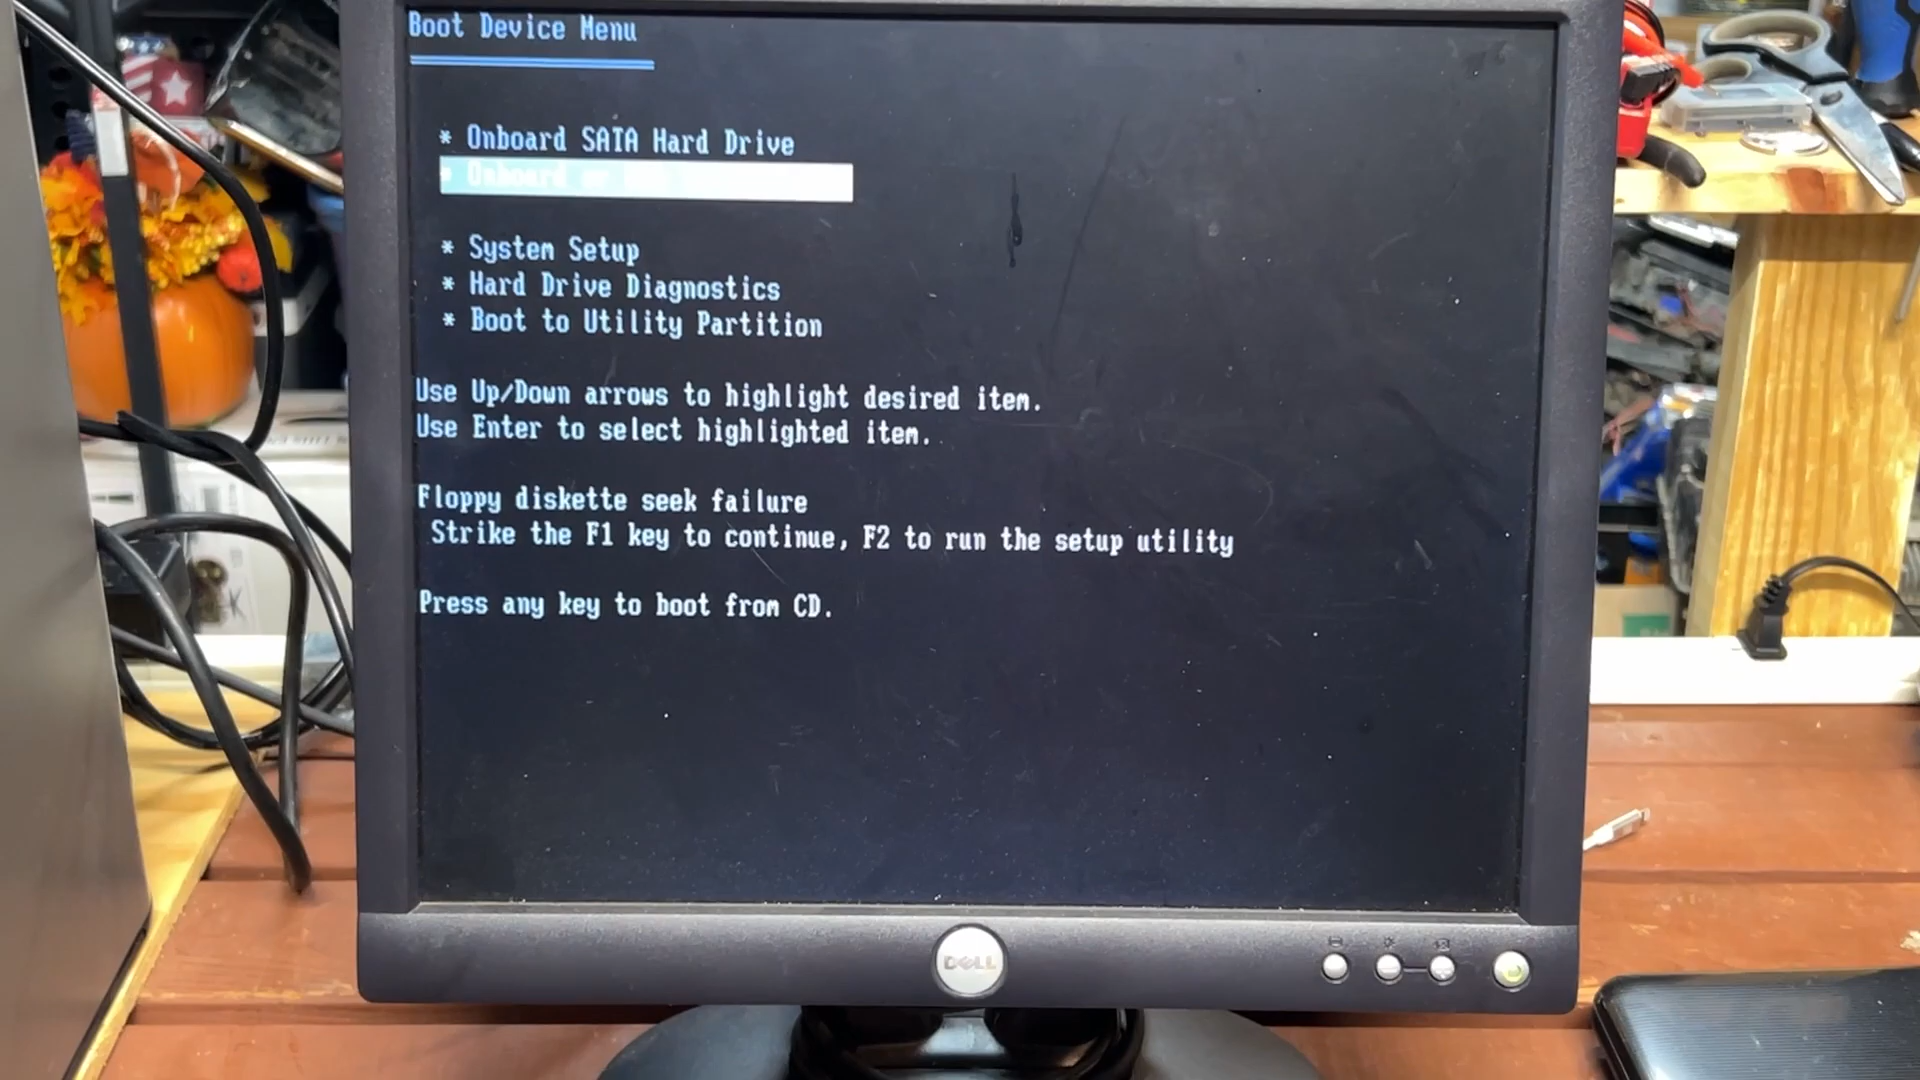 Boot Device Menu
* Onboard SATA Hard Drive
* Onboard or
* System Setup
* Hard Drive Diagnostics
* Boot to Utility Partition
Use Up/Down arrows to highlight desired item.
Use Enter to select highlighted item.
Floppy diskette seek failure
Strike the F1 key to continue, F2 to run the setup utility
Press any key to boot from CD.
DELL